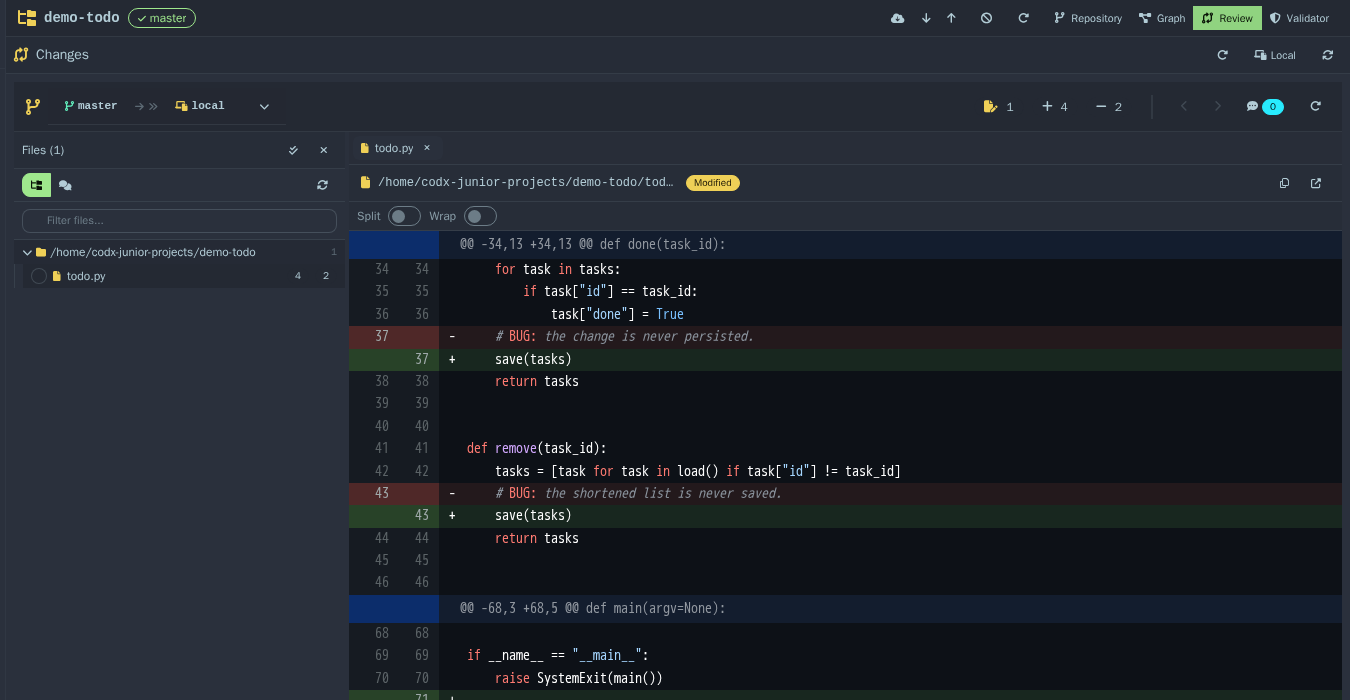 demo-todo master Repository Graph Review Validator
Changes Local
master local 1 + 4 − 2 0
Files (1)
Filter files...
/home/codx-junior-projects/demo-todo 1
todo.py 4 2
todo.py ×
/home/codx-junior-projects/demo-todo/tod… Modified
Split Wrap
@@ -34,13 +34,13 @@ def done(task_id):
34 34 for task in tasks:
35 35 if task["id"] == task_id:
36 36 task["done"] = True
37 - # BUG: the change is never persisted.
37 + save(tasks)
38 38 return tasks
39 39
40 40
41 41 def remove(task_id):
42 42 tasks = [task for task in load() if task["id"] != task_id]
43 - # BUG: the shortened list is never saved.
43 + save(tasks)
44 44 return tasks
45 45
46 46
@@ -68,3 +68,5 @@ def main(argv=None):
68 68
69 69 if __name__ == "__main__":
70 70 raise SystemExit(main())
71 +